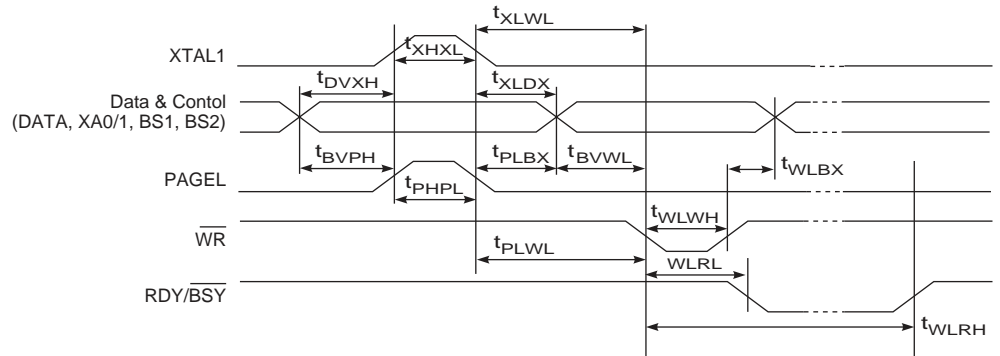 tXLWL
XTAL1
tXHXL
tDVXH
tXLDX
Data & Contol
(DATA, XA0/1, BS1, BS2)
tBVPH
tPLBX
tBVWL
tWLBX
PAGEL
tPHPL
tWLWH
WR
tPLWL
WLRL
RDY/BSY
tWLRH